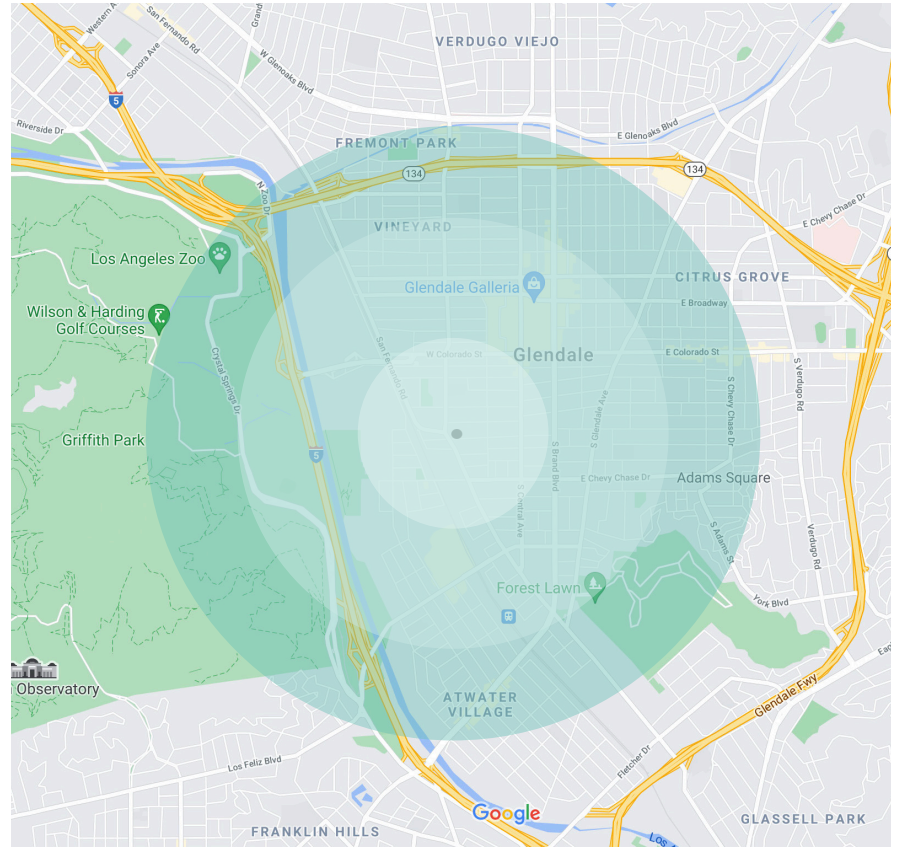 Western A
San Fernando Rd
Grand
Sonora Ave
VERDUGO VIEJO
W Glenoaks Blvd
5
Riverside Dr
E Glenoaks Blvd
FREMONT PARK
134
134
N Zoo Dr
E Chevy Chase Dr
VINEYARD
Los Angeles Zoo
CITRUS GROVE
Glendale Galleria
E Broadway
Wilson & Harding
Golf Courses
W Colorado St
Glendale
E Colorado St
San Fernando Rd
Crystal Springs Dr
S Verdugo Rd
S Chevy Chase Dr
S Glendale Ave
Griffith Park
5
S Brand Blvd
E Chevy Chase Dr
Adams Square
S Central Ave
S Adams St
Verdugo Rd
Forest Lawn
York Blvd
Eag
Observatory
ATWATER
VILLAGE
Glendale Fwy
Los Feliz Blvd
Fletcher Dr
Google
FRANKLIN HILLS
GLASSELL PARK
Los A